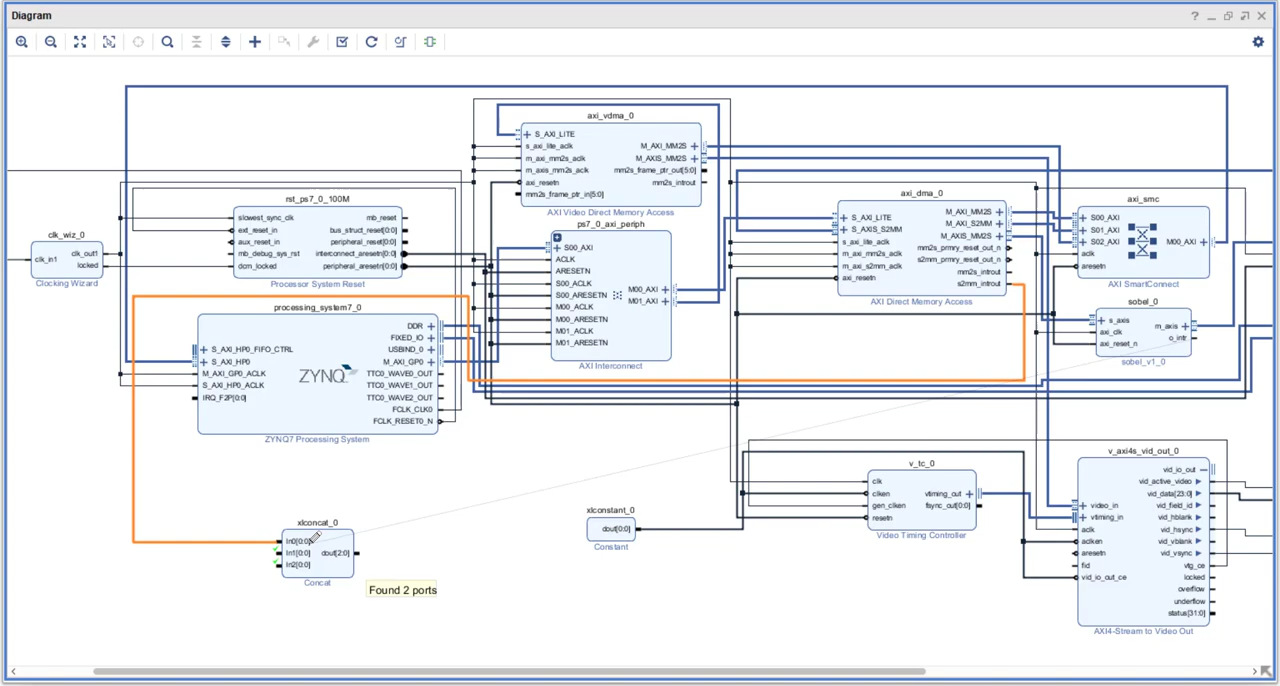 Diagram
axi_vdma_0
S_AXI_LITE
s_axi_lite_aclk
m_axi_mm2s_aclk
m_axis_mm2s_aclk
axi_resetn
mm2s_frame_ptr_in[5:0]
M_AXI_MM2S
M_AXIS_MM2S
mm2s_frame_ptr_out[5:0]
mm2s_introut
AXI Video Direct Memory Access
rst_ps7_0_100M
slowest_sync_clk
ext_reset_in
aux_reset_in
mb_debug_sys_rst
dcm_locked
mb_reset
bus_struct_reset[0:0]
peripheral_reset[0:0]
interconnect_aresetn[0:0]
peripheral_aresetn[0:0]
Processor System Reset
clk_wiz_0
clk_in1
clk_out1
locked
Clocking Wizard
ps7_0_axi_periph
S00_AXI
ACLK
ARESETN
S00_ACLK
S00_ARESETN
M00_ACLK
M00_ARESETN
M01_ACLK
M01_ARESETN
M00_AXI
M01_AXI
AXI Interconnect
axi_dma_0
S_AXI_LITE
S_AXIS_S2MM
s_axi_lite_aclk
m_axi_mm2s_aclk
m_axi_s2mm_aclk
axi_resetn
M_AXI_MM2S
M_AXI_S2MM
M_AXIS_MM2S
mm2s_prmry_reset_out_n
s2mm_prmry_reset_out_n
mm2s_introut
s2mm_introut
AXI Direct Memory Access
axi_smc
S00_AXI
S01_AXI
S02_AXI
aclk
aresetn
M00_AXI
AXI SmartConnect
sobel_0
s_axis
axi_clk
axi_reset_n
m_axis
o_intr
sobel_v1_0
processing_system7_0
S_AXI_HP0_FIFO_CTRL
S_AXI_HP0
M_AXI_GP0_ACLK
S_AXI_HP0_ACLK
IRQ_F2P[0:0]
ZYNQ
DDR
FIXED_IO
USBIND_0
M_AXI_GP0
TTC0_WAVE0_OUT
TTC0_WAVE1_OUT
TTC0_WAVE2_OUT
FCLK_CLK0
FCLK_RESET0_N
ZYNQ7 Processing System
xlconcat_0
In0[0:0]
In1[0:0]
In2[0:0]
dout[2:0]
Concat
Found 2 ports
xlconstant_0
dout[0:0]
Constant
v_tc_0
clk
clken
gen_clken
resetn
vtiming_out
fsync_out[0:0]
Video Timing Controller
v_axi4s_vid_out_0
video_in
vtiming_in
aclk
aclken
aresetn
fid
vid_io_out_ce
vid_io_out
vid_active_video
vid_data[23:0]
vid_field_id
vid_hblank
vid_hsync
vid_vblank
vid_vsync
vtg_ce
locked
overflow
underflow
status[31:0]
AXI4-Stream to Video Out